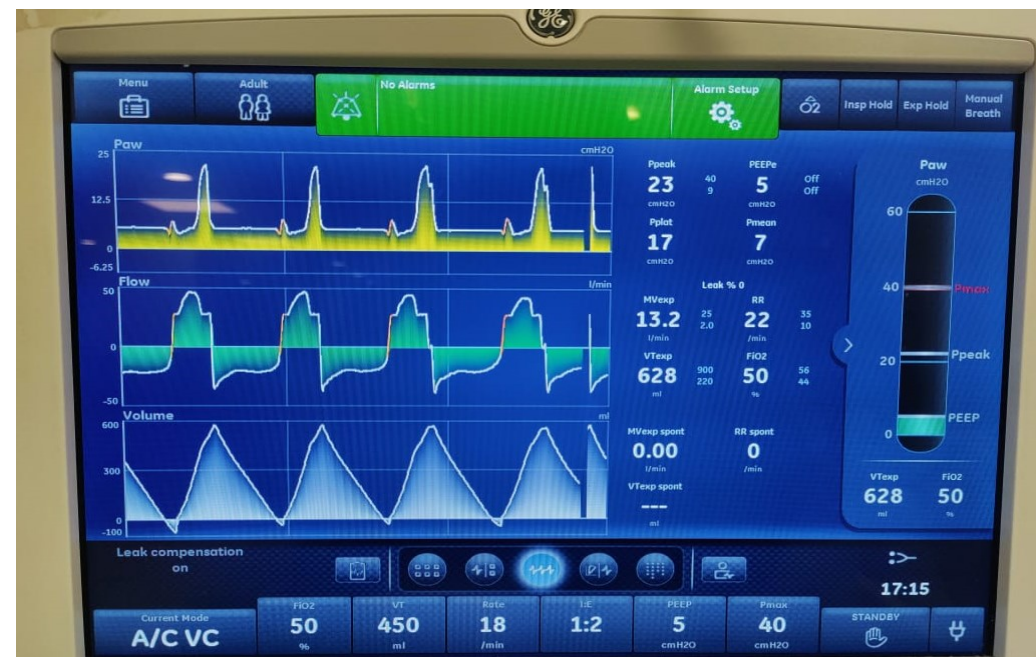 GE
Menu
Adult
No Alarms
Alarm Setup
O2
Insp Hold
Exp Hold
Manual
Breath
Paw
cmH2O
25
12.5
0
-6.25
Flow
l/min
50
0
-50
Volume
ml
600
300
0
-100
Ppeak
23
40
9
cmH2O
PEEPe
5
Off
Off
cmH2O
Pplat
17
cmH2O
Pmean
7
cmH2O
Leak % 0
MVexp
13.2
25
2.0
l/min
RR
22
35
10
/min
VTexp
628
900
220
ml
FiO2
50
56
44
%
MVexp spont
0.00
l/min
RR spont
0
/min
VTexp spont
---
ml
Paw
cmH2O
60
40
Pmax
20
Ppeak
PEEP
0
VTexp
628
ml
FiO2
50
%
Leak compensation
on
17:15
Current Mode
A/C VC
FiO2
50
%
VT
450
ml
Rate
18
/min
I:E
1:2
PEEP
5
cmH2O
Pmax
40
cmH2O
STANDBY